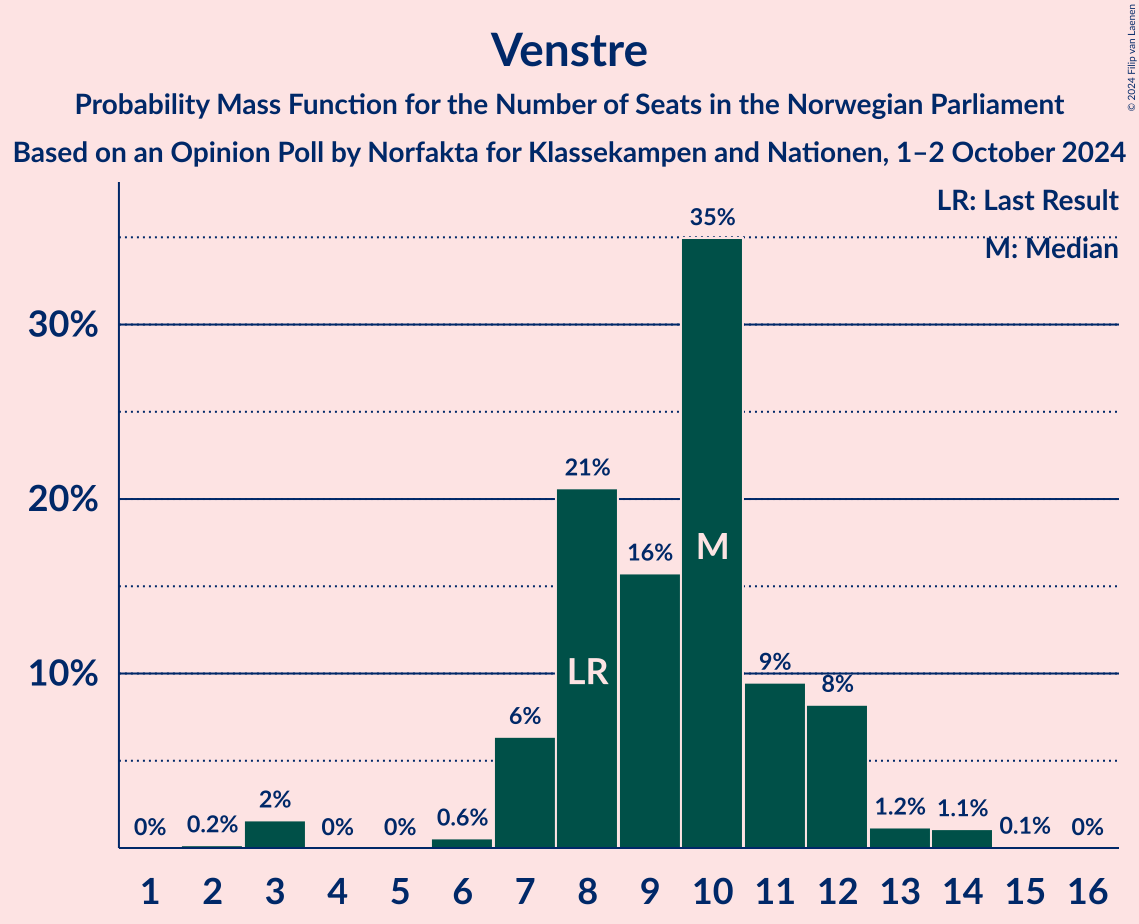 Venstre
Probability Mass Function for the Number of Seats in the Norwegian Parliament
Based on an Opinion Poll by Norfakta for Klassekampen and Nationen, 1–2 October 2024
© 2024 Filip van Laenen
LR: Last Result
M: Median
30%
20%
10%
0%
0.2%
2%
0%
0%
0.6%
6%
21%
16%
35%
9%
8%
1.2%
1.1%
0.1%
0%
LR
M
1 2 3 4 5 6 7 8 9 10 11 12 13 14 15 16